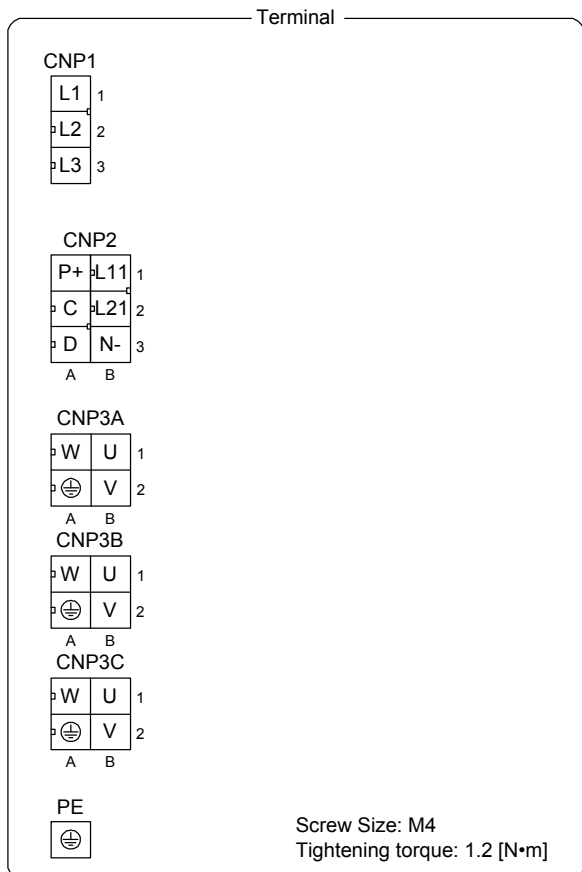 Terminal
CNP1
L1 1
L2 2
L3 3
CNP2
P+ L11 1
C L21 2
D N- 3
A B
CNP3A
W U 1
V 2
A B
CNP3B
W U 1
V 2
A B
CNP3C
W U 1
V 2
A B
PE
Screw Size: M4
Tightening torque: 1.2 [N•m]